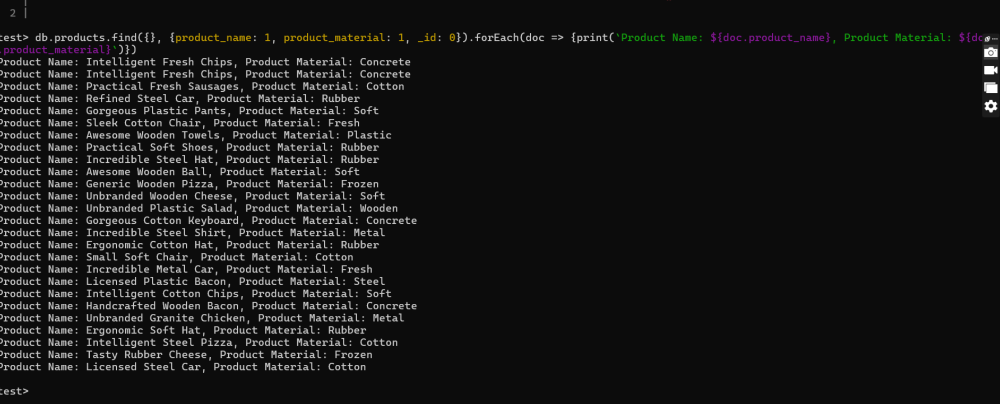 2 |
test> db.products.find({}, {product_name: 1, product_material: 1, _id: 0}).forEach(doc => {print(`Product Name: ${doc.product_name}, Product Material: ${dc
.product_material}`)})
Product Name: Intelligent Fresh Chips, Product Material: Concrete
Product Name: Intelligent Fresh Chips, Product Material: Concrete
Product Name: Practical Fresh Sausages, Product Material: Cotton
Product Name: Refined Steel Car, Product Material: Rubber
Product Name: Gorgeous Plastic Pants, Product Material: Soft
Product Name: Sleek Cotton Chair, Product Material: Fresh
Product Name: Awesome Wooden Towels, Product Material: Plastic
Product Name: Practical Soft Shoes, Product Material: Rubber
Product Name: Incredible Steel Hat, Product Material: Rubber
Product Name: Awesome Wooden Ball, Product Material: Soft
Product Name: Generic Wooden Pizza, Product Material: Frozen
Product Name: Unbranded Wooden Cheese, Product Material: Soft
Product Name: Unbranded Plastic Salad, Product Material: Wooden
Product Name: Gorgeous Cotton Keyboard, Product Material: Concrete
Product Name: Incredible Steel Shirt, Product Material: Metal
Product Name: Ergonomic Cotton Hat, Product Material: Rubber
Product Name: Small Soft Chair, Product Material: Cotton
Product Name: Incredible Metal Car, Product Material: Fresh
Product Name: Licensed Plastic Bacon, Product Material: Steel
Product Name: Intelligent Cotton Chips, Product Material: Soft
Product Name: Handcrafted Wooden Bacon, Product Material: Concrete
Product Name: Unbranded Granite Chicken, Product Material: Metal
Product Name: Ergonomic Soft Hat, Product Material: Rubber
Product Name: Intelligent Steel Pizza, Product Material: Cotton
Product Name: Tasty Rubber Cheese, Product Material: Frozen
Product Name: Licensed Steel Car, Product Material: Cotton
test>